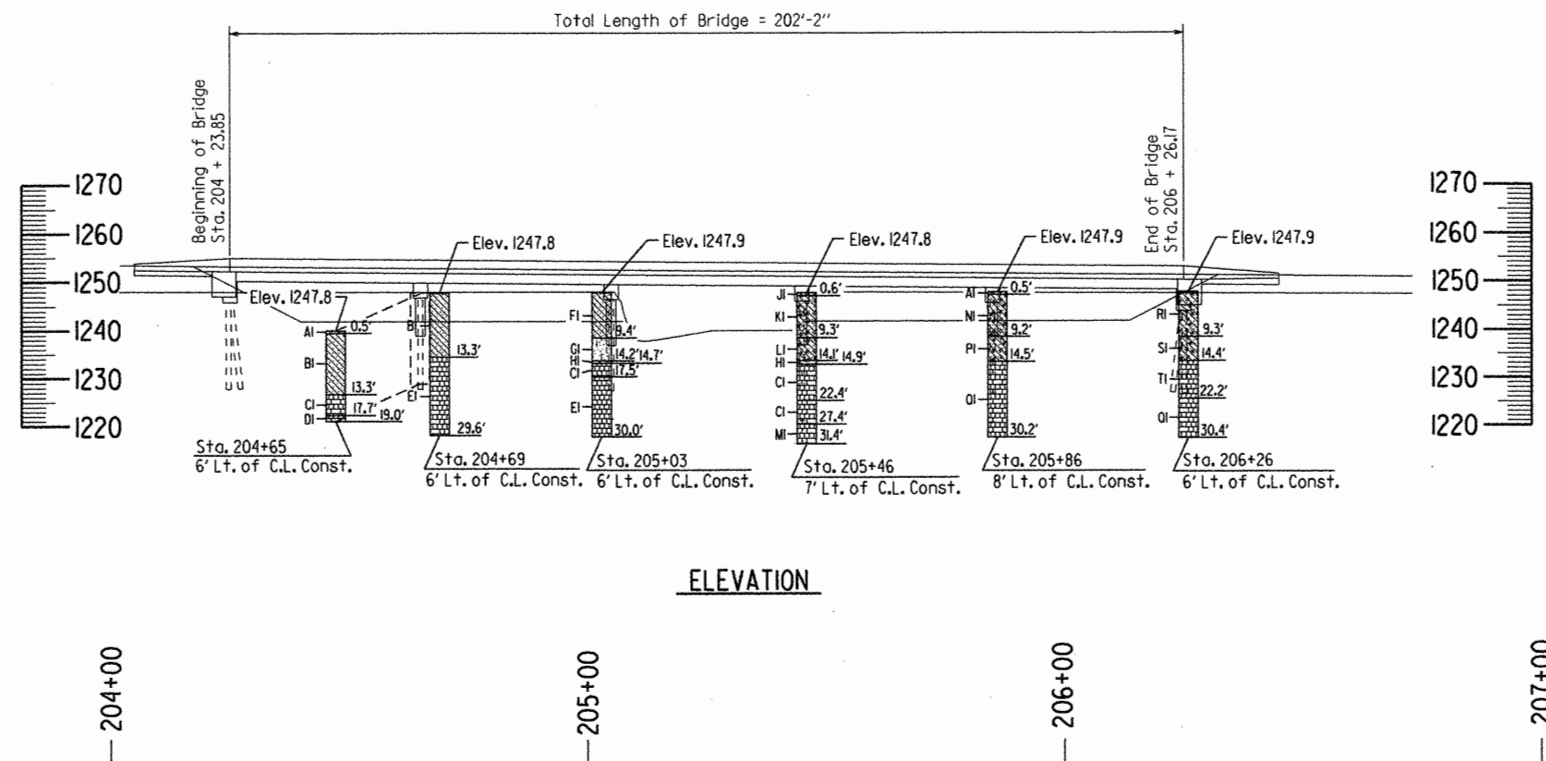 Total Length of Bridge = 202'-2"
Beginning of Bridge
Sta. 204 + 23.85
End of Bridge
Sta. 206 + 26.17
1270
1260
1250
1240
1230
1220
1270
1260
1250
1240
1230
1220
Elev. 1247.8
A1
0.5'
B1
13.3'
C1
17.7'
D1
19.0'
Sta. 204+65
6' Lt. of C.L. Const.
Elev. 1247.8
13.3'
E1
29.6'
Sta. 204+69
6' Lt. of C.L. Const.
Elev. 1247.9
F1
9.4'
G1
14.2'
H1
14.7'
C1
17.5'
E1
30.0'
Sta. 205+03
6' Lt. of C.L. Const.
Elev. 1247.8
J1
0.6'
K1
9.3'
L1
14.1'
H1
14.9'
C1
22.4'
C1
27.4'
M1
31.4'
Sta. 205+46
7' Lt. of C.L. Const.
Elev. 1247.9
A1
0.5'
N1
9.2'
P1
14.5'
Q1
30.2'
Sta. 205+86
8' Lt. of C.L. Const.
Elev. 1247.9
R1
9.3'
S1
14.4'
T1
22.2'
Q1
30.4'
Sta. 206+26
6' Lt. of C.L. Const.
ELEVATION
204+00
205+00
206+00
207+00